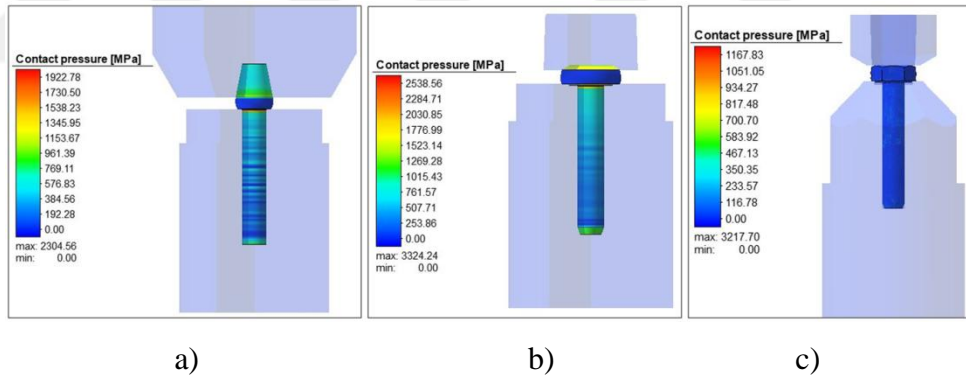 Contact pressure [MPa]
1922.78
1730.50
1538.23
1345.95
1153.67
961.39
769.11
576.83
384.56
192.28
0.00
max: 2304.56
min: 0.00
Contact pressure [MPa]
2538.56
2284.71
2030.85
1776.99
1523.14
1269.28
1015.43
761.57
507.71
253.86
0.00
max: 3324.24
min: 0.00
Contact pressure [MPa]
1167.83
1051.05
934.27
817.48
700.70
583.92
467.13
350.35
233.57
116.78
0.00
max: 3217.70
min: 0.00
a)
b)
c)